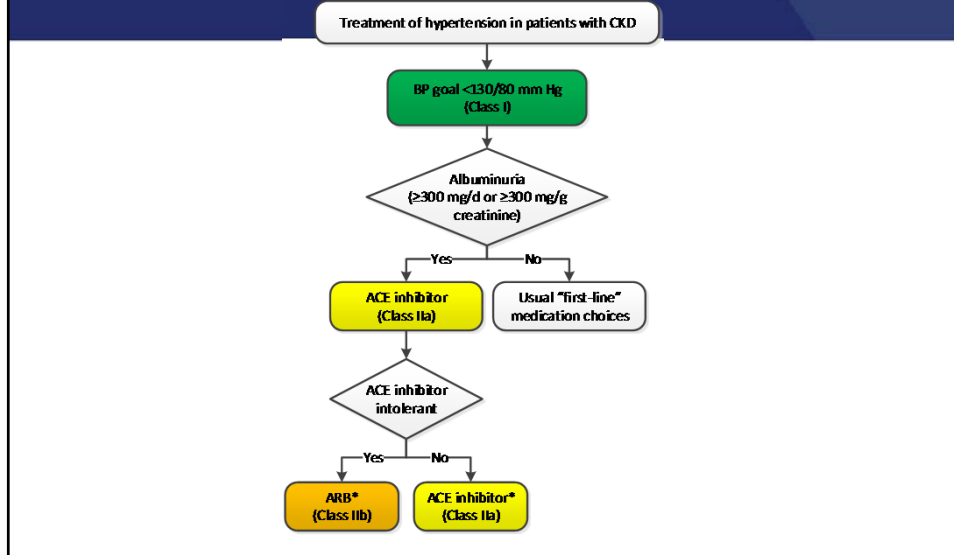 Treatment of hypertension in patients with CKD
BP goal <130/80 mm Hg
(Class I)
Albuminuria
(≥300 mg/d or ≥300 mg/g
creatinine)
Yes
No
ACE inhibitor
(Class IIa)
Usual “first-line”
medication choices
ACE inhibitor
intolerant
Yes
No
ARB*
(Class IIb)
ACE inhibitor*
(Class IIa)